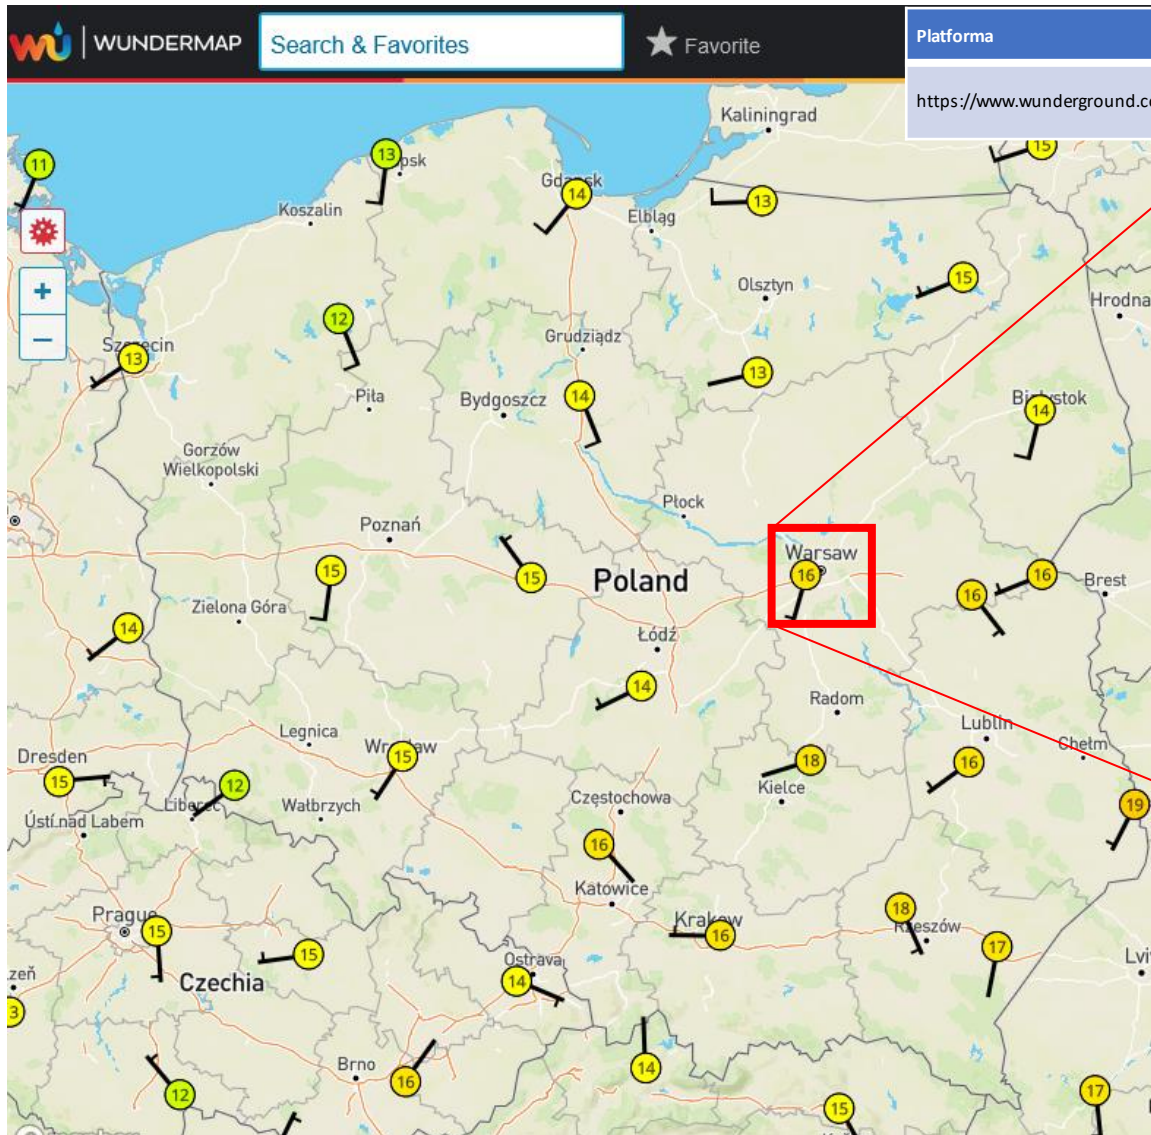 WUNDERMAP
Search & Favorites
Favorite
Platforma
https://www.wunderground.c
Kaliningrad
15
11
13
Gdańsk
14
13
Koszalin
Elbląg
15
Olsztyn
Hrodna
12
Grudziądz
13
13
Piła
Bydgoszcz
14
14
Gorzów
Wielkopolski
Płock
Poznań
Warsaw
15
15
Poland
16
16
16
Brest
Zielona Góra
14
Łódź
14
Radom
Legnica
Lublin
Chełm
Dresden
15
15
18
16
12
Kielce
Częstochowa
Liberec
Wałbrzych
19
Ústí nad Labem
16
Katowice
Prague
18
Krakow
Rzeszów
15
16
15
17
Ostrava
Czechia
14
3
Brno
16
14
12
17
15